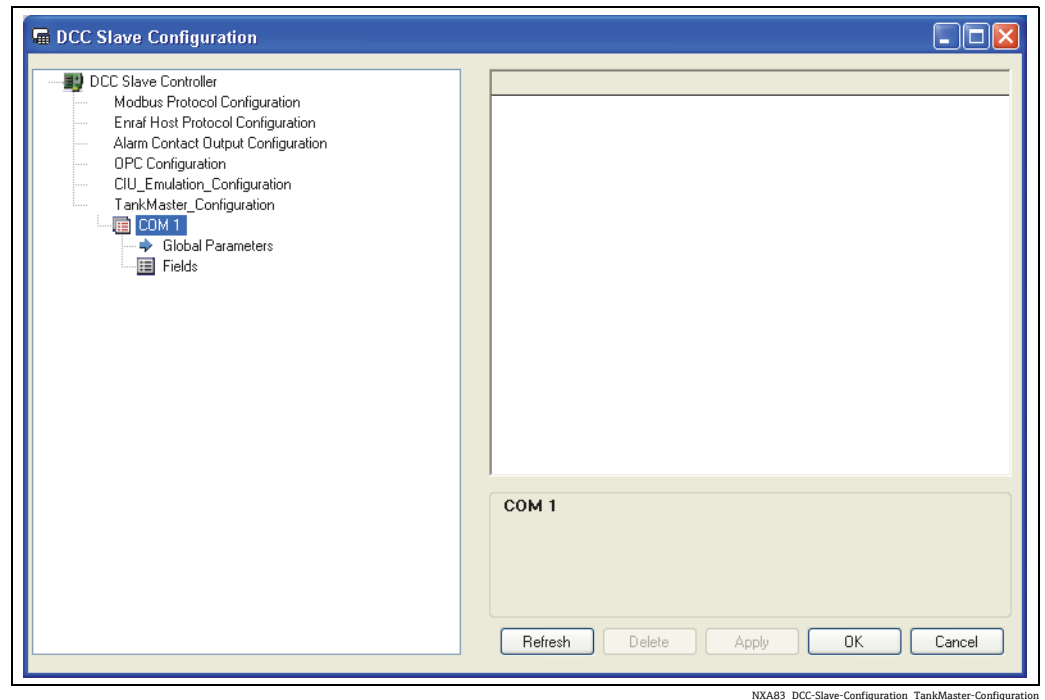 DCC Slave Configuration
DCC Slave Controller
Modbus Protocol Configuration
Enraf Host Protocol Configuration
Alarm Contact Output Configuration
OPC Configuration
CIU_Emulation_Configuration
TankMaster_Configuration
COM 1
Global Parameters
Fields
COM 1
Refresh Delete Apply OK Cancel
NXA83_DCC-Slave-Configuration_TankMaster-Configuration